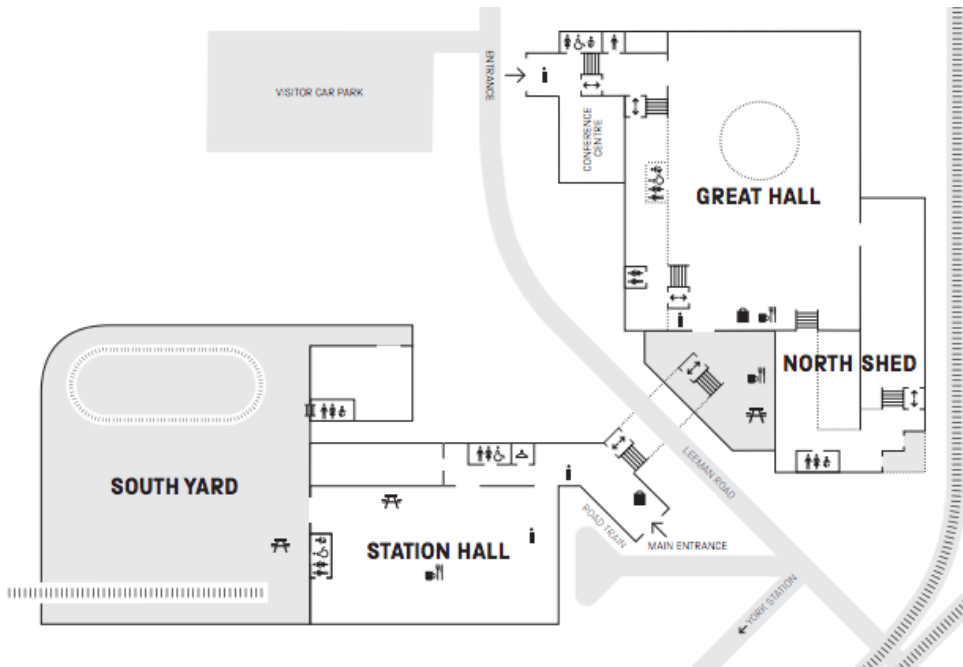 VISITOR CAR PARK
ENTRANCE
CONFERENCE
CENTRE
GREAT HALL
NORTH SHED
SOUTH YARD
STATION HALL
LEEMAN ROAD
ROAD TRAIN
MAIN ENTRANCE
YORK STATION